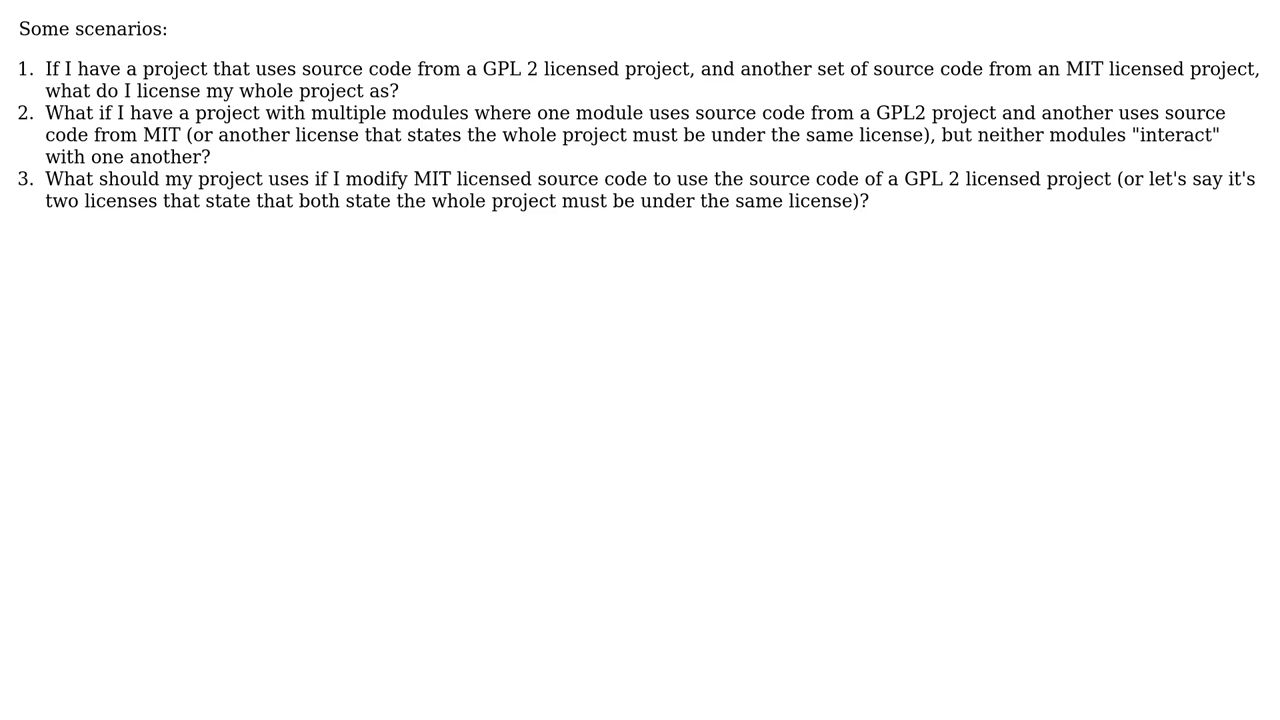 Some scenarios:
1. If I have a project that uses source code from a GPL 2 licensed project, and another set of source code from an MIT licensed project,
what do I license my whole project as?
2. What if I have a project with multiple modules where one module uses source code from a GPL2 project and another uses source
code from MIT (or another license that states the whole project must be under the same license), but neither modules "interact"
with one another?
3. What should my project uses if I modify MIT licensed source code to use the source code of a GPL 2 licensed project (or let's say it's
two licenses that state that both state the whole project must be under the same license)?